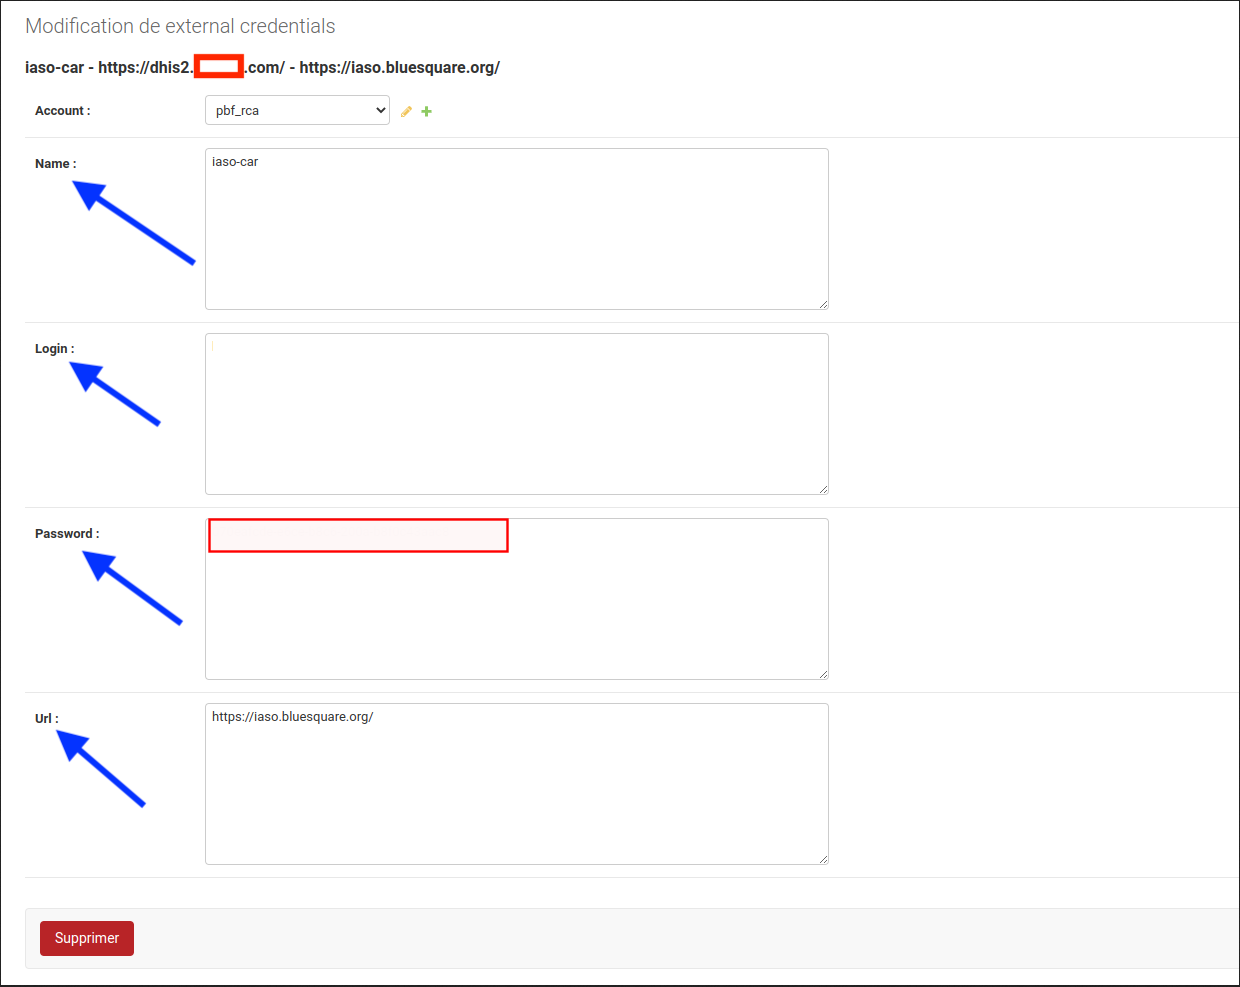 Modification de external credentials
iaso-car - https://dhis2. .com/ - https://iaso.bluesquare.org/
Account :
pbf_rca
Name :
iaso-car
Login :
Password :
Url :
https://iaso.bluesquare.org/
Supprimer